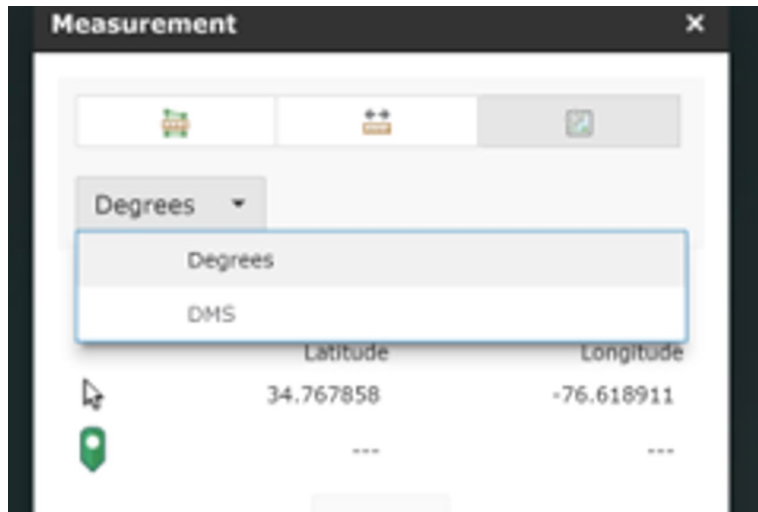 Measurement ×
Degrees
Degrees
DMS
Latitude Longitude
34.767858 -76.618911
--- ---